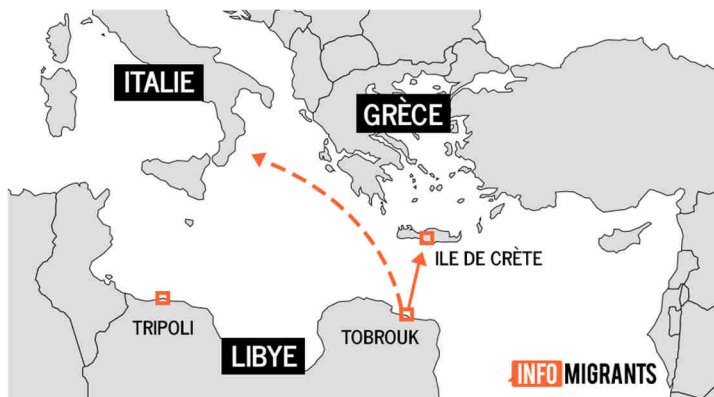 ITALIE
GRÈCE
ILE DE CRÈTE
TRIPOLI
TOBROUK
LIBYE
INFOMIGRANTS